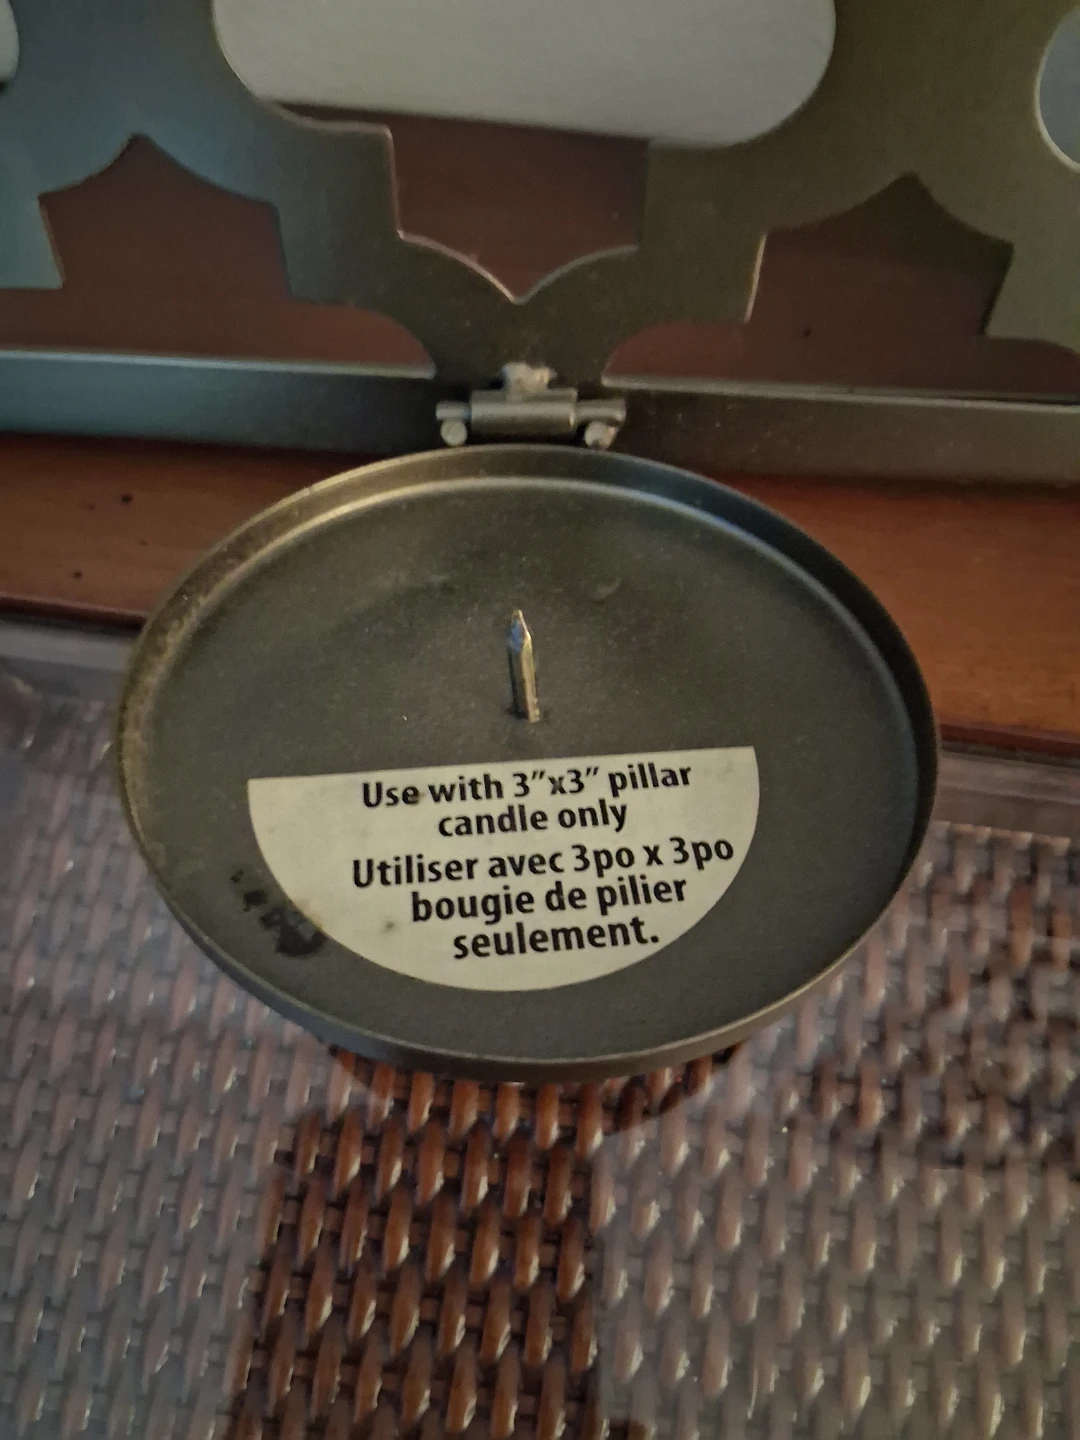 Use with 3"x3" pillar
candle only
Utiliser avec 3po x 3po
bougie de pilier
seulement.